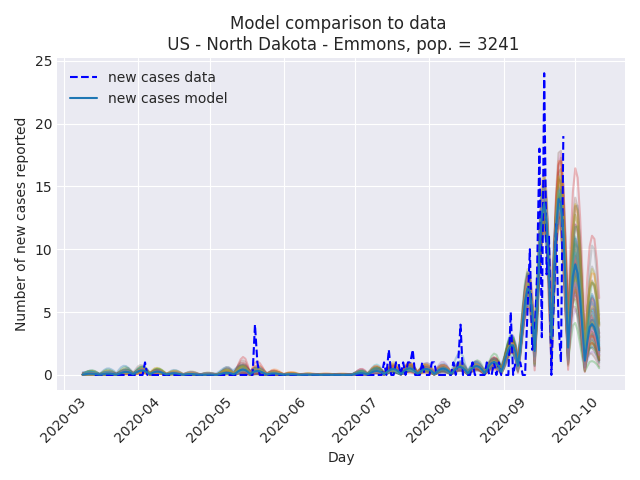 Model comparison to data
US - North Dakota - Emmons, pop. = 3241
new cases data
new cases model
Number of new cases reported
25
20
15
10
5
0
2020-03
2020-04
2020-05
2020-06
2020-07
2020-08
2020-09
2020-10
Day